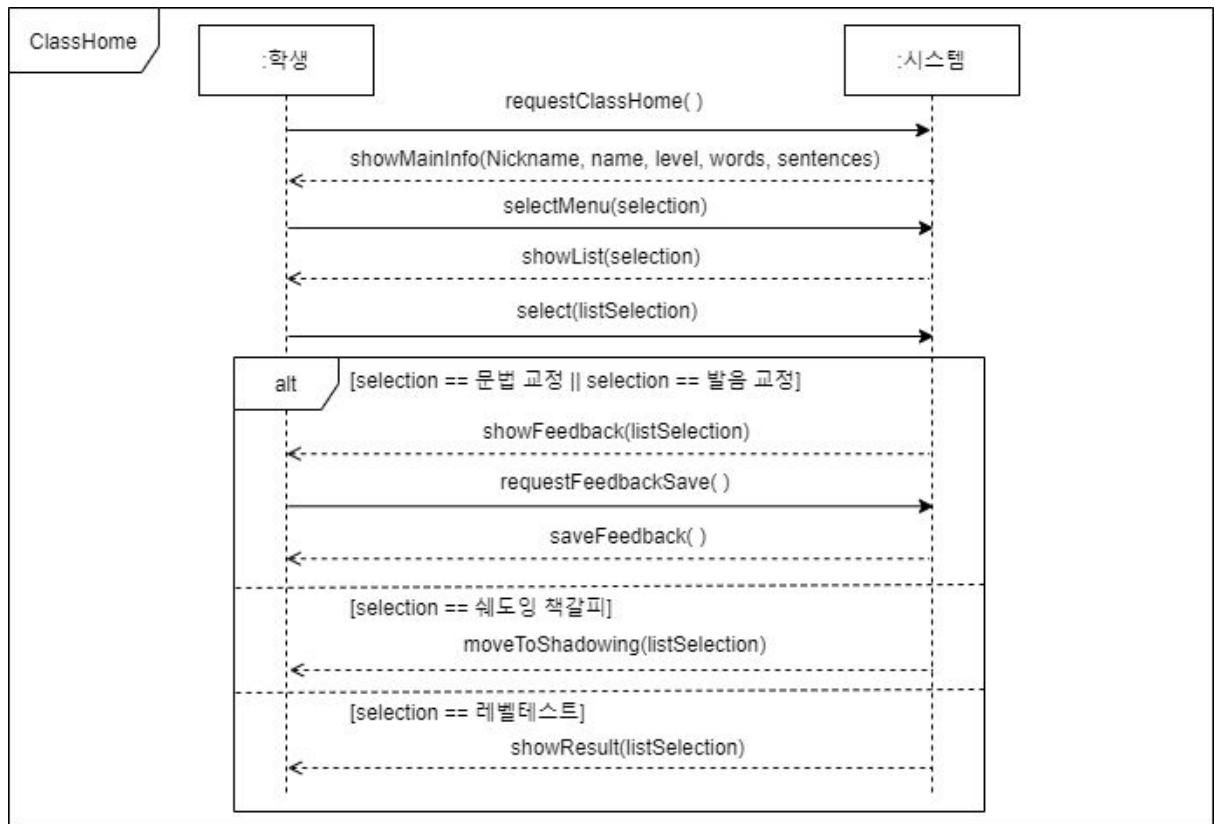 ClassHome
:학생
:시스템
requestClassHome( )
showMainInfo(Nickname, name, level, words, sentences)
selectMenu(selection)
showList(selection)
select(listSelection)
alt
[selection == 문법 교정 || selection == 발음 교정]
showFeedback(listSelection)
requestFeedbackSave( )
saveFeedback( )
[selection == 쉐도잉 책갈피]
moveToShadowing(listSelection)
[selection == 레벨테스트]
showResult(listSelection)